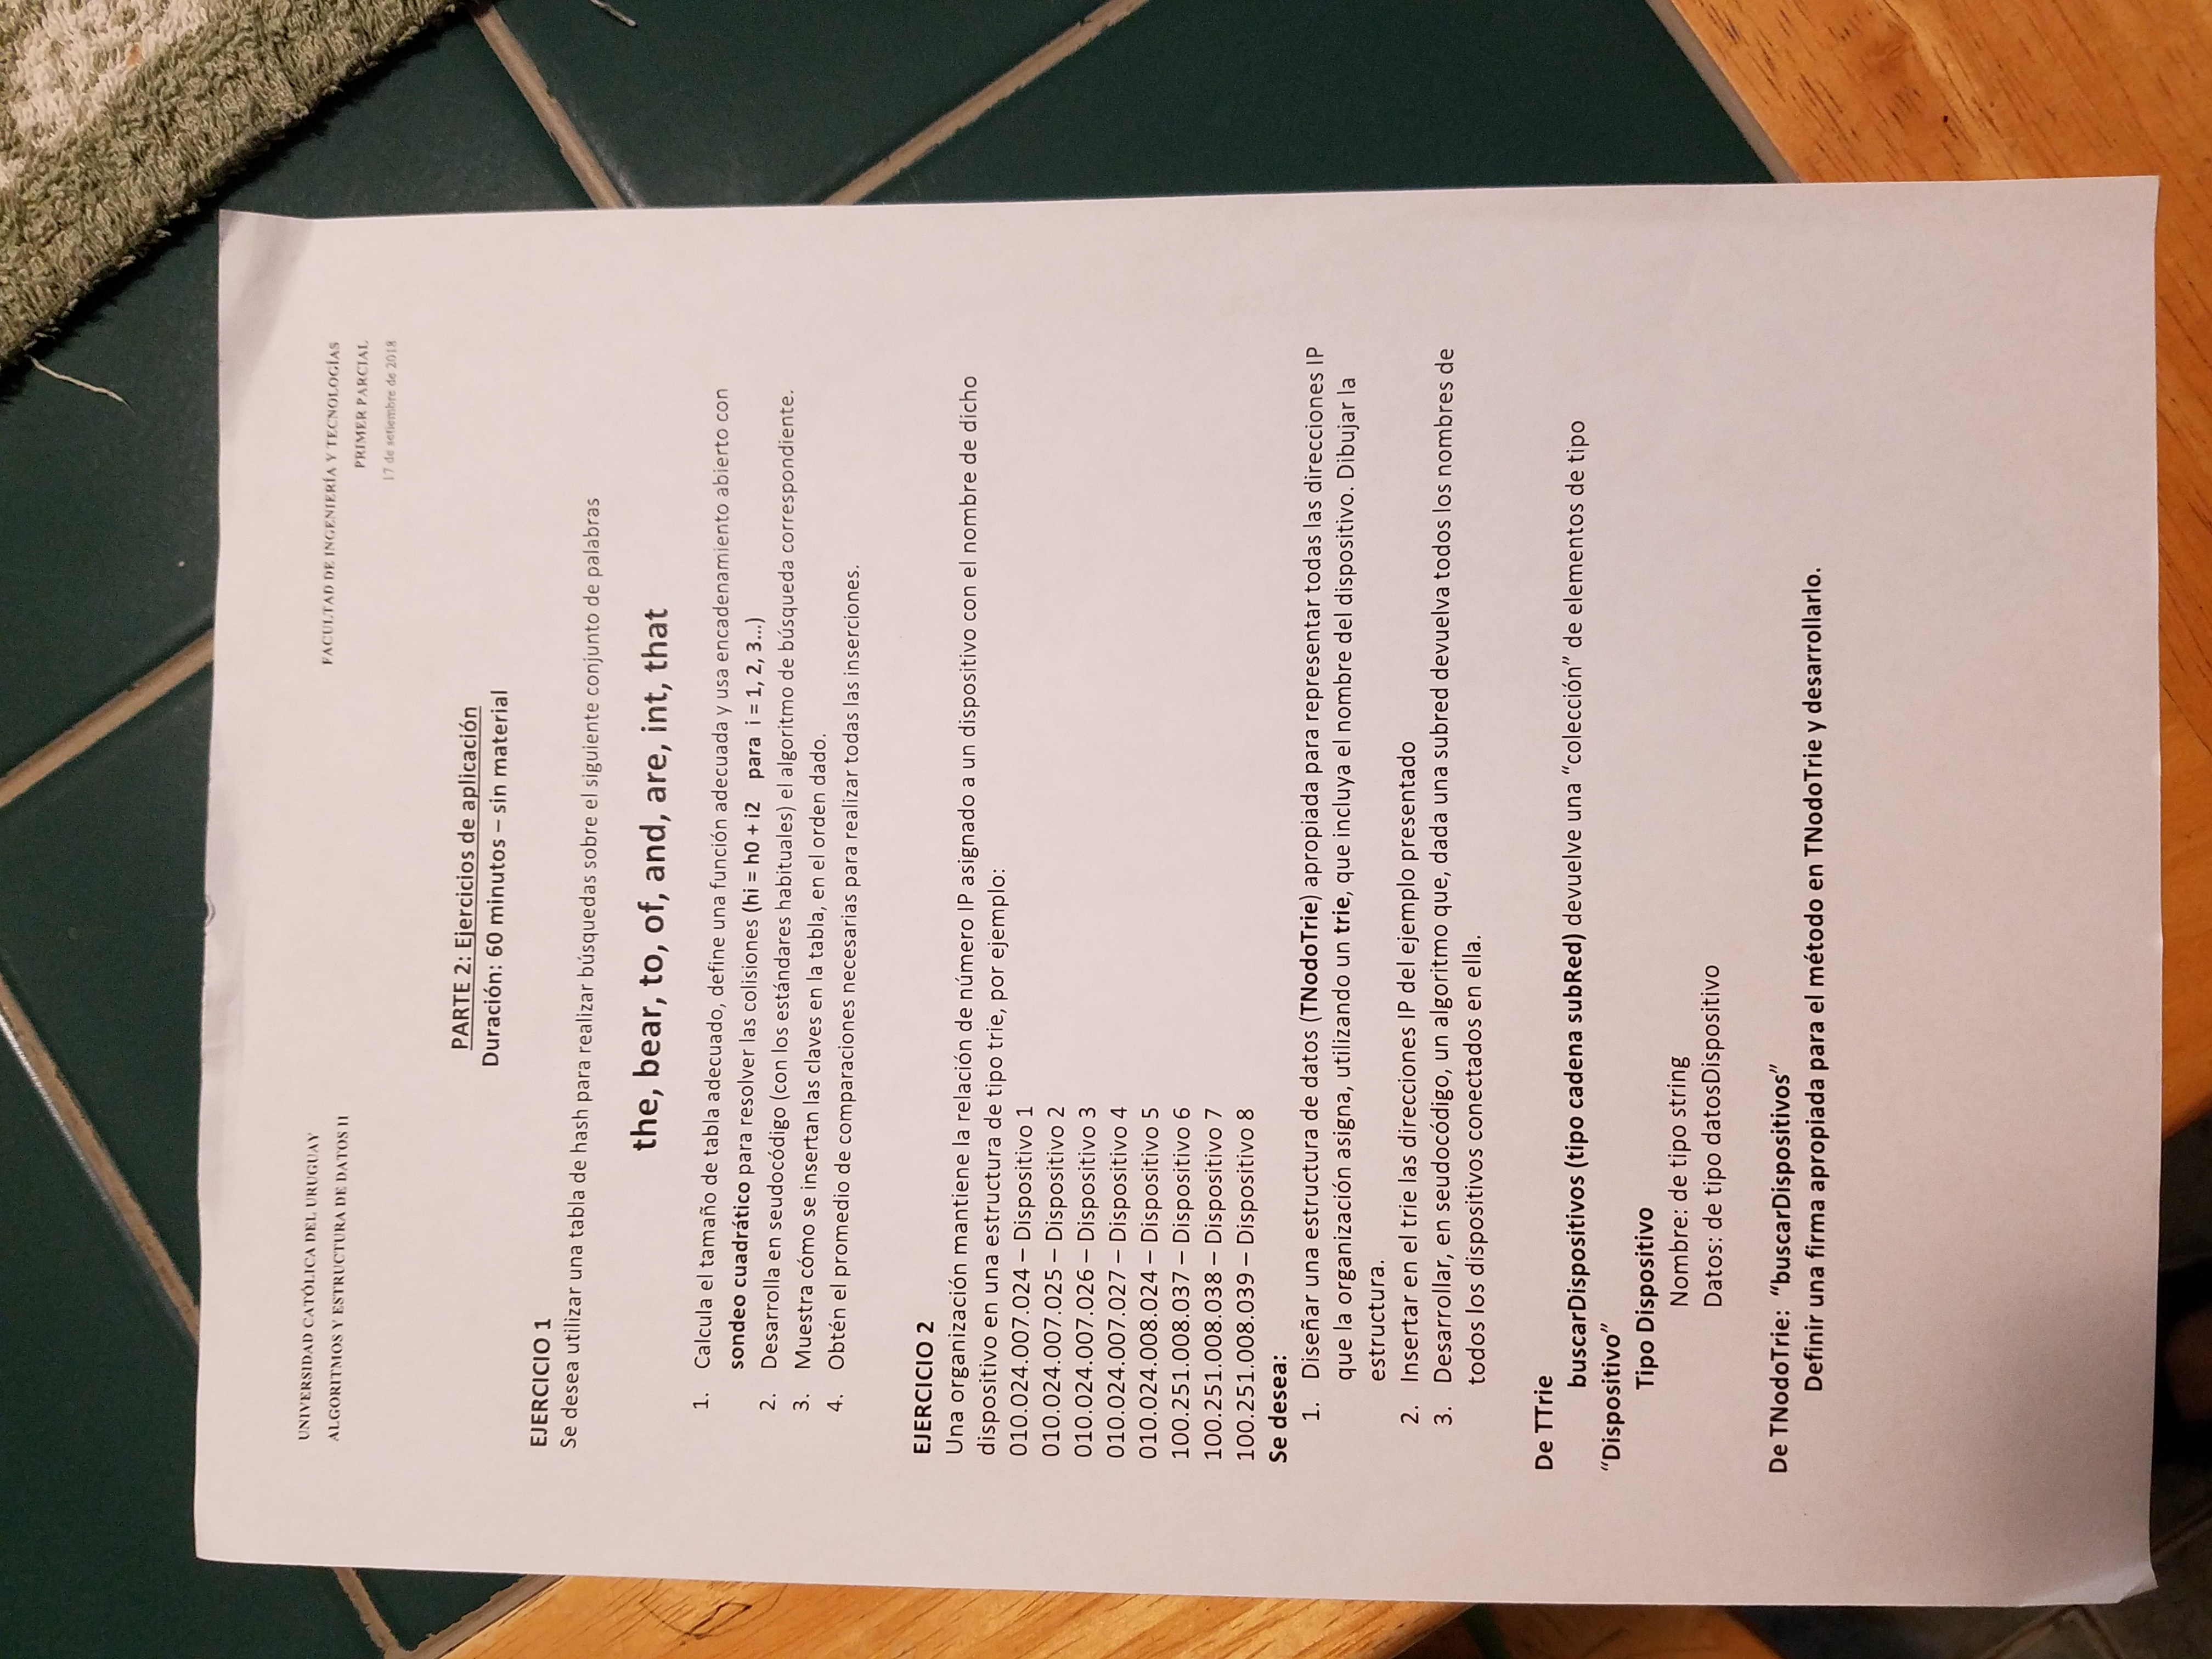 UNIVERSIDAD CATÓLICA DEL URUGUAY
ALGORITMOS Y ESTRUCTURA DE DATOS II
FACULTAD DE INGENIERÍA Y TECNOLOGÍAS
PRIMER PARCIAL
17 de setiembre de 2018
PARTE 2: Ejercicios de aplicación
Duración: 60 minutos – sin material
EJERCICIO 1
Se desea utilizar una tabla de hash para realizar búsquedas sobre el siguiente conjunto de palabras
the, bear, to, of, and, are, int, that
1. Calcula el tamaño de tabla adecuado, define una función adecuada y usa encadenamiento abierto con
sondeo cuadrático para resolver las colisiones (hi = h0 + i2 para i = 1, 2, 3...)
2. Desarrolla en seudocódigo (con los estándares habituales) el algoritmo de búsqueda correspondiente.
3. Muestra cómo se insertan las claves en la tabla, en el orden dado.
4. Obtén el promedio de comparaciones necesarias para realizar todas las inserciones.
EJERCICIO 2
Una organización mantiene la relación de número IP asignado a un dispositivo con el nombre de dicho
dispositivo en una estructura de tipo trie, por ejemplo:
010.024.007.024 – Dispositivo 1
010.024.007.025 – Dispositivo 2
010.024.007.026 – Dispositivo 3
010.024.007.027 – Dispositivo 4
010.024.008.024 – Dispositivo 5
100.251.008.037 – Dispositivo 6
100.251.008.038 – Dispositivo 7
100.251.008.039 – Dispositivo 8
Se desea:
1. Diseñar una estructura de datos (TNodoTrie) apropiada para representar todas las direcciones IP
que la organización asigna, utilizando un trie, que incluya el nombre del dispositivo. Dibujar la
estructura.
2. Insertar en el trie las direcciones IP del ejemplo presentado
3. Desarrollar, en seudocódigo, un algoritmo que, dada una subred devuelva todos los nombres de
todos los dispositivos conectados en ella.
De TTrie
buscarDispositivos (tipo cadena subRed) devuelve una “colección” de elementos de tipo
“Dispositivo”
Tipo Dispositivo
Nombre: de tipo string
Datos: de tipo datosDispositivo
De TNodoTrie: “buscarDispositivos”
Definir una firma apropiada para el método en TNodoTrie y desarrollarlo.